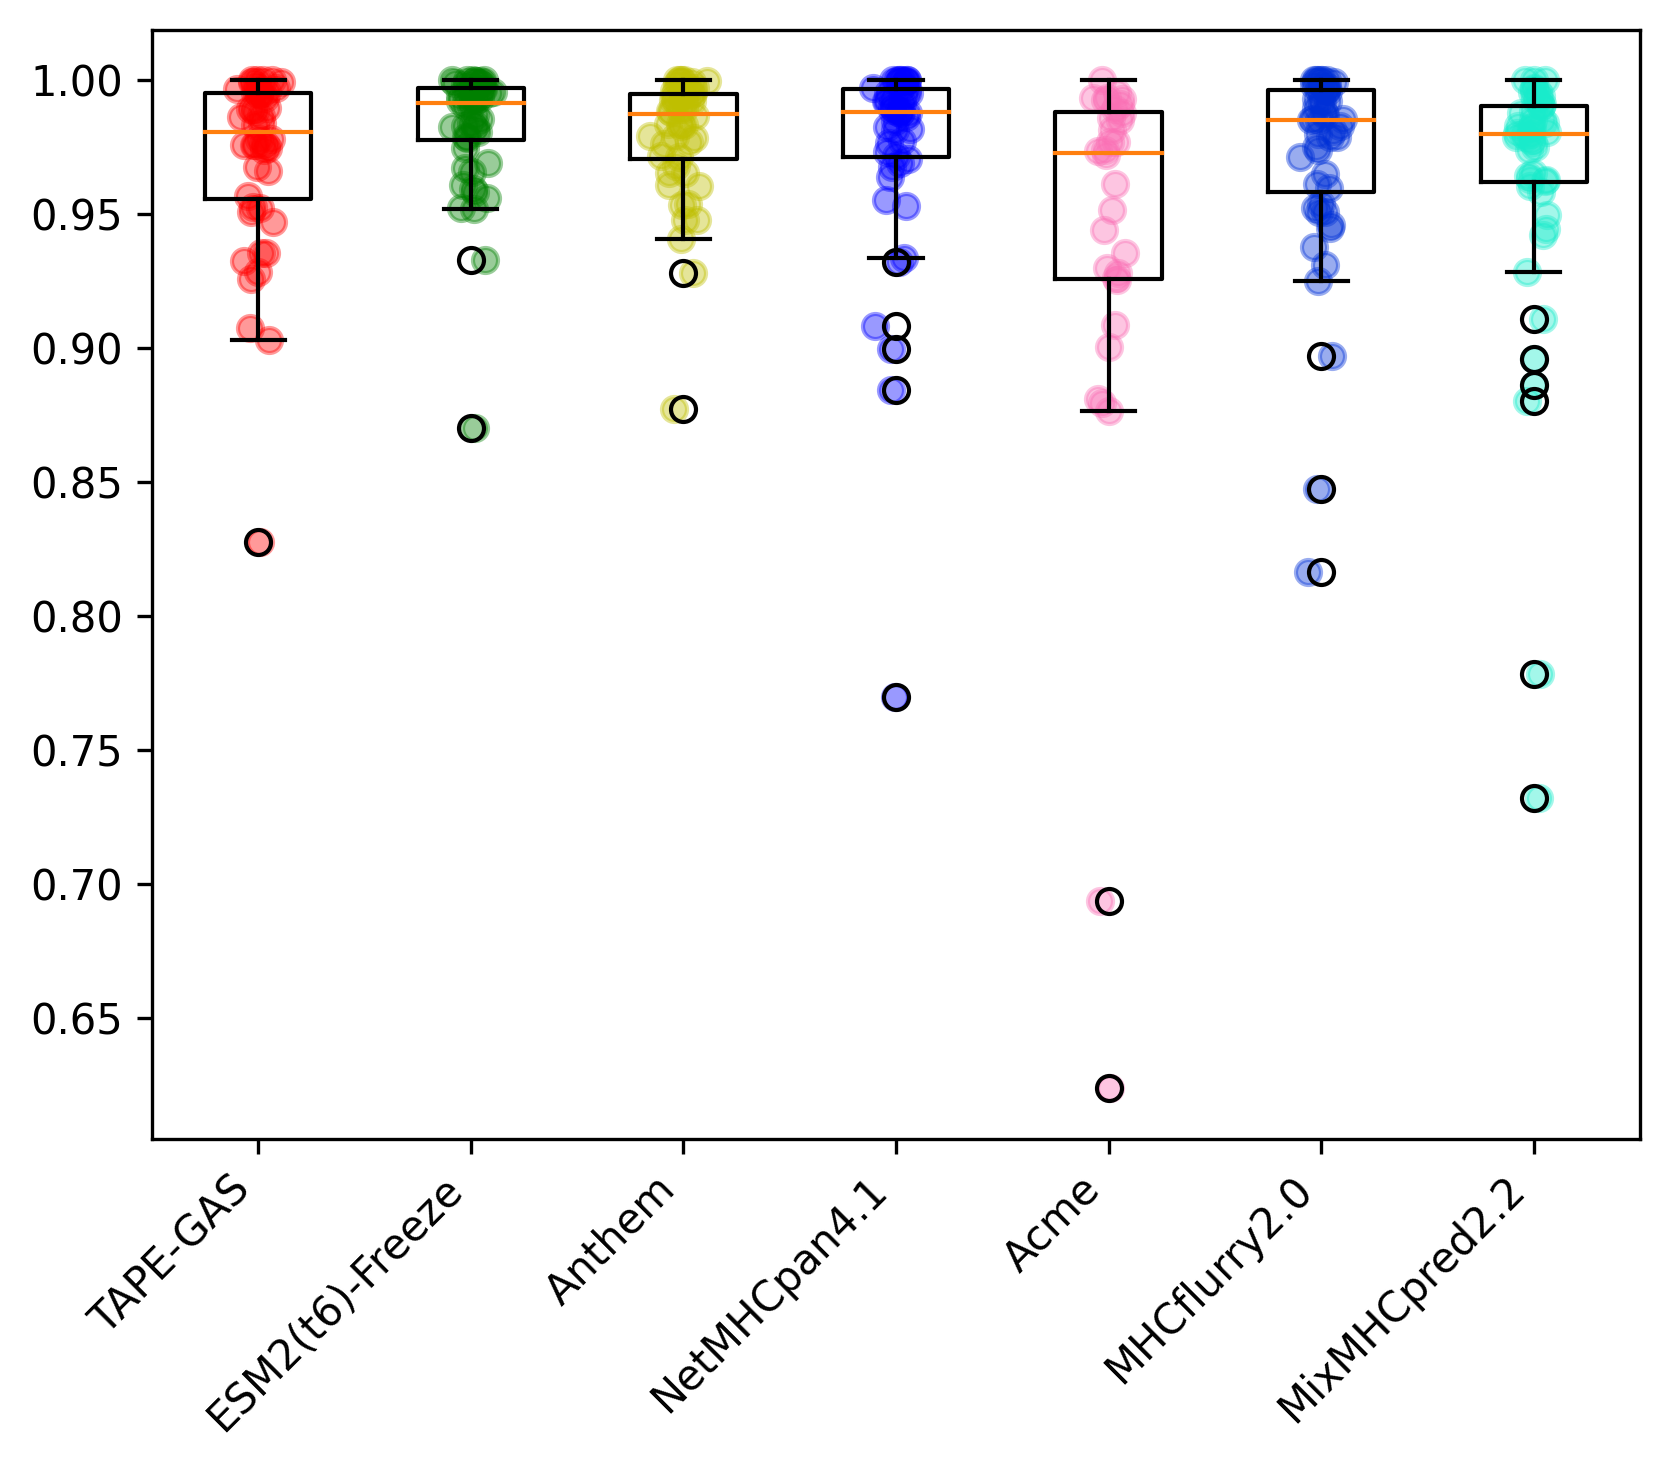 1.00
0.95
0.90
0.85
0.80
0.75
0.70
0.65
TAPE-GAS
ESM2(t6)-Freeze
Anthem
NetMHCpan4.1
Acme
MHCflurry2.0
MixMHCpred2.2